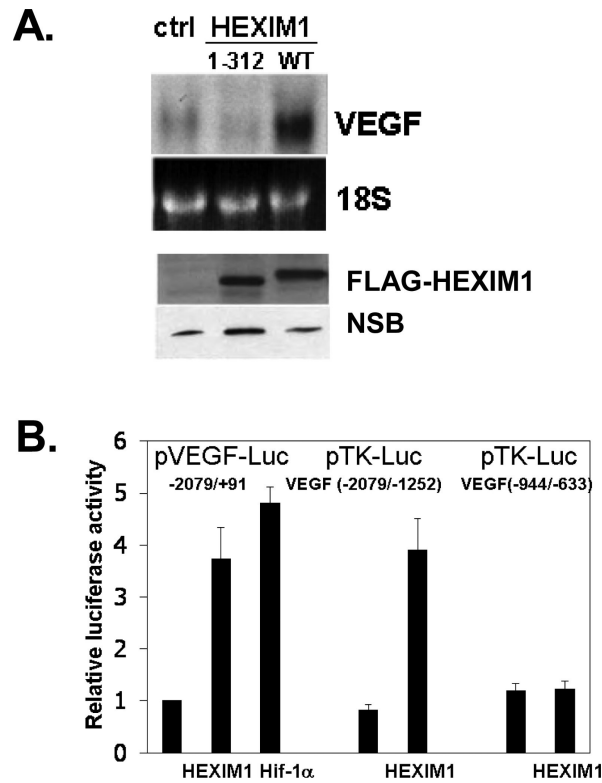 A.
ctrl HEXIM1
1-312 WT
VEGF
18S
FLAG-HEXIM1
NSB
B.
pVEGF-Luc pTK-Luc pTK-Luc
-2079/+91 VEGF (-2079/-1252) VEGF(-944/-633)
Relative luciferase activity
6
5
4
3
2
1
0
HEXIM1 Hif-1α HEXIM1 HEXIM1